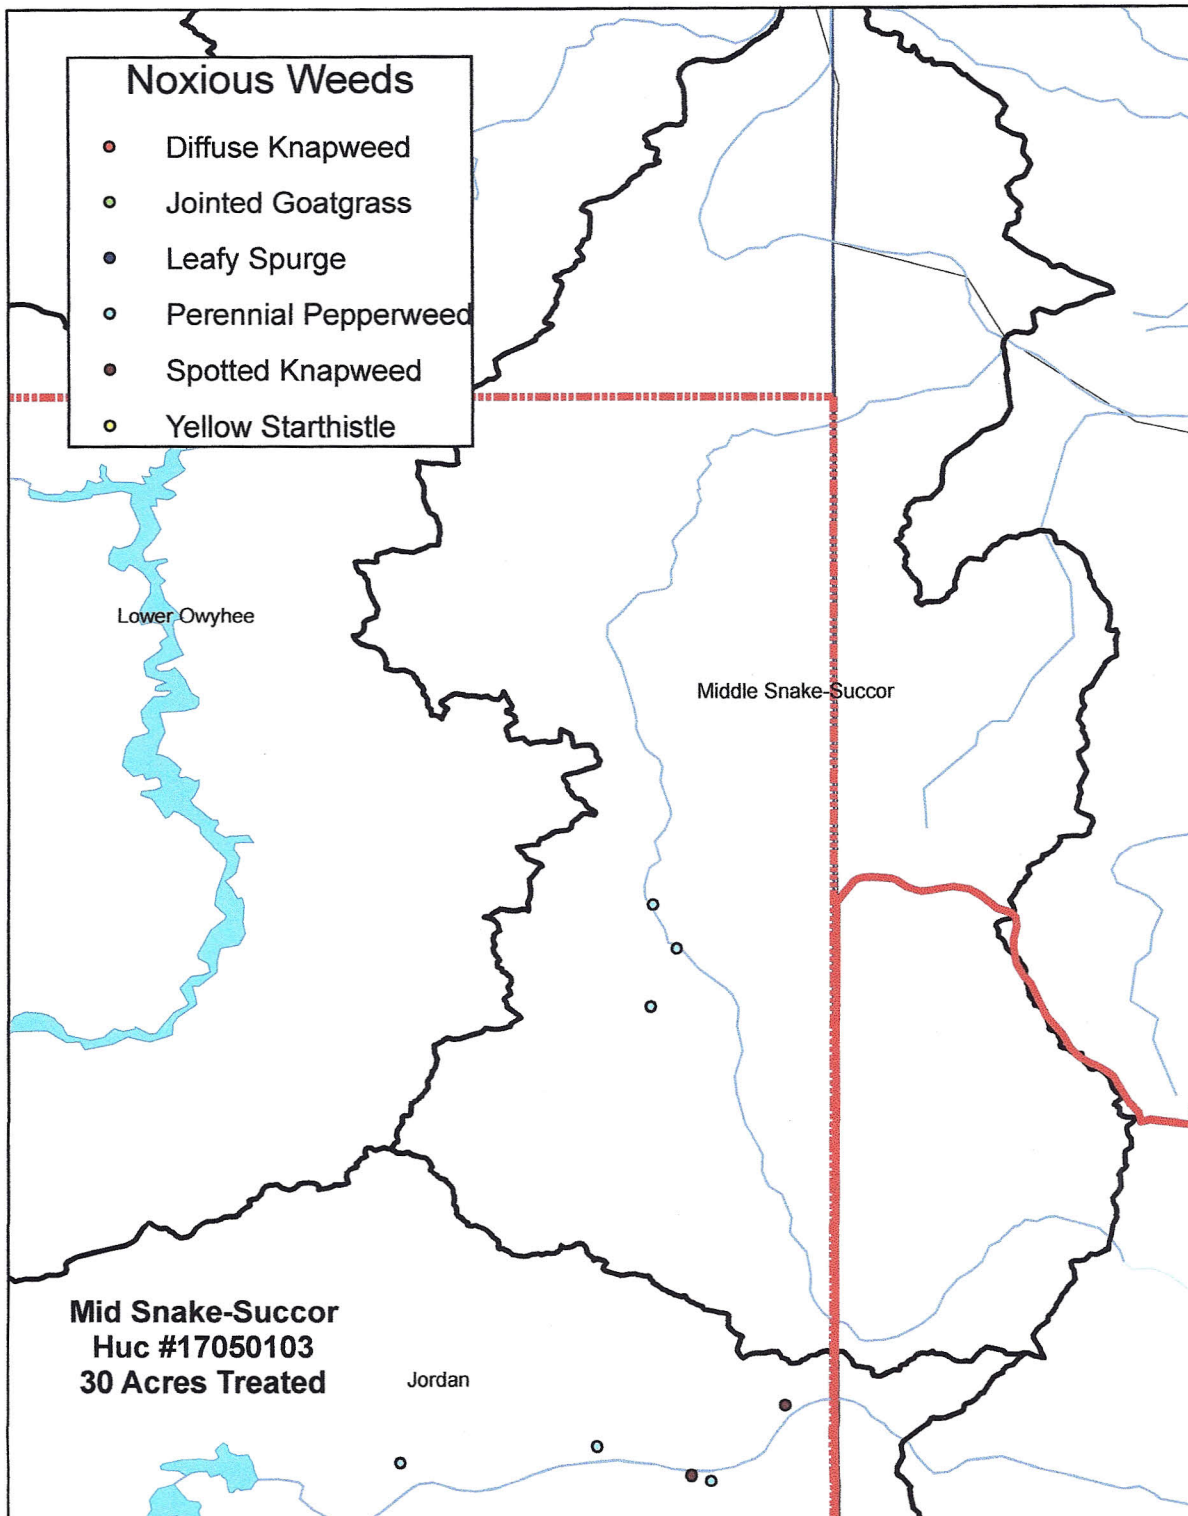 Noxious Weeds
Diffuse Knapweed
Jointed Goatgrass
Leafy Spurge
Perennial Pepperweed
Spotted Knapweed
Yellow Starthistle
Lower Owyhee
Middle Snake-Succor
Mid Snake-Succor
Huc #17050103
30 Acres Treated
Jordan